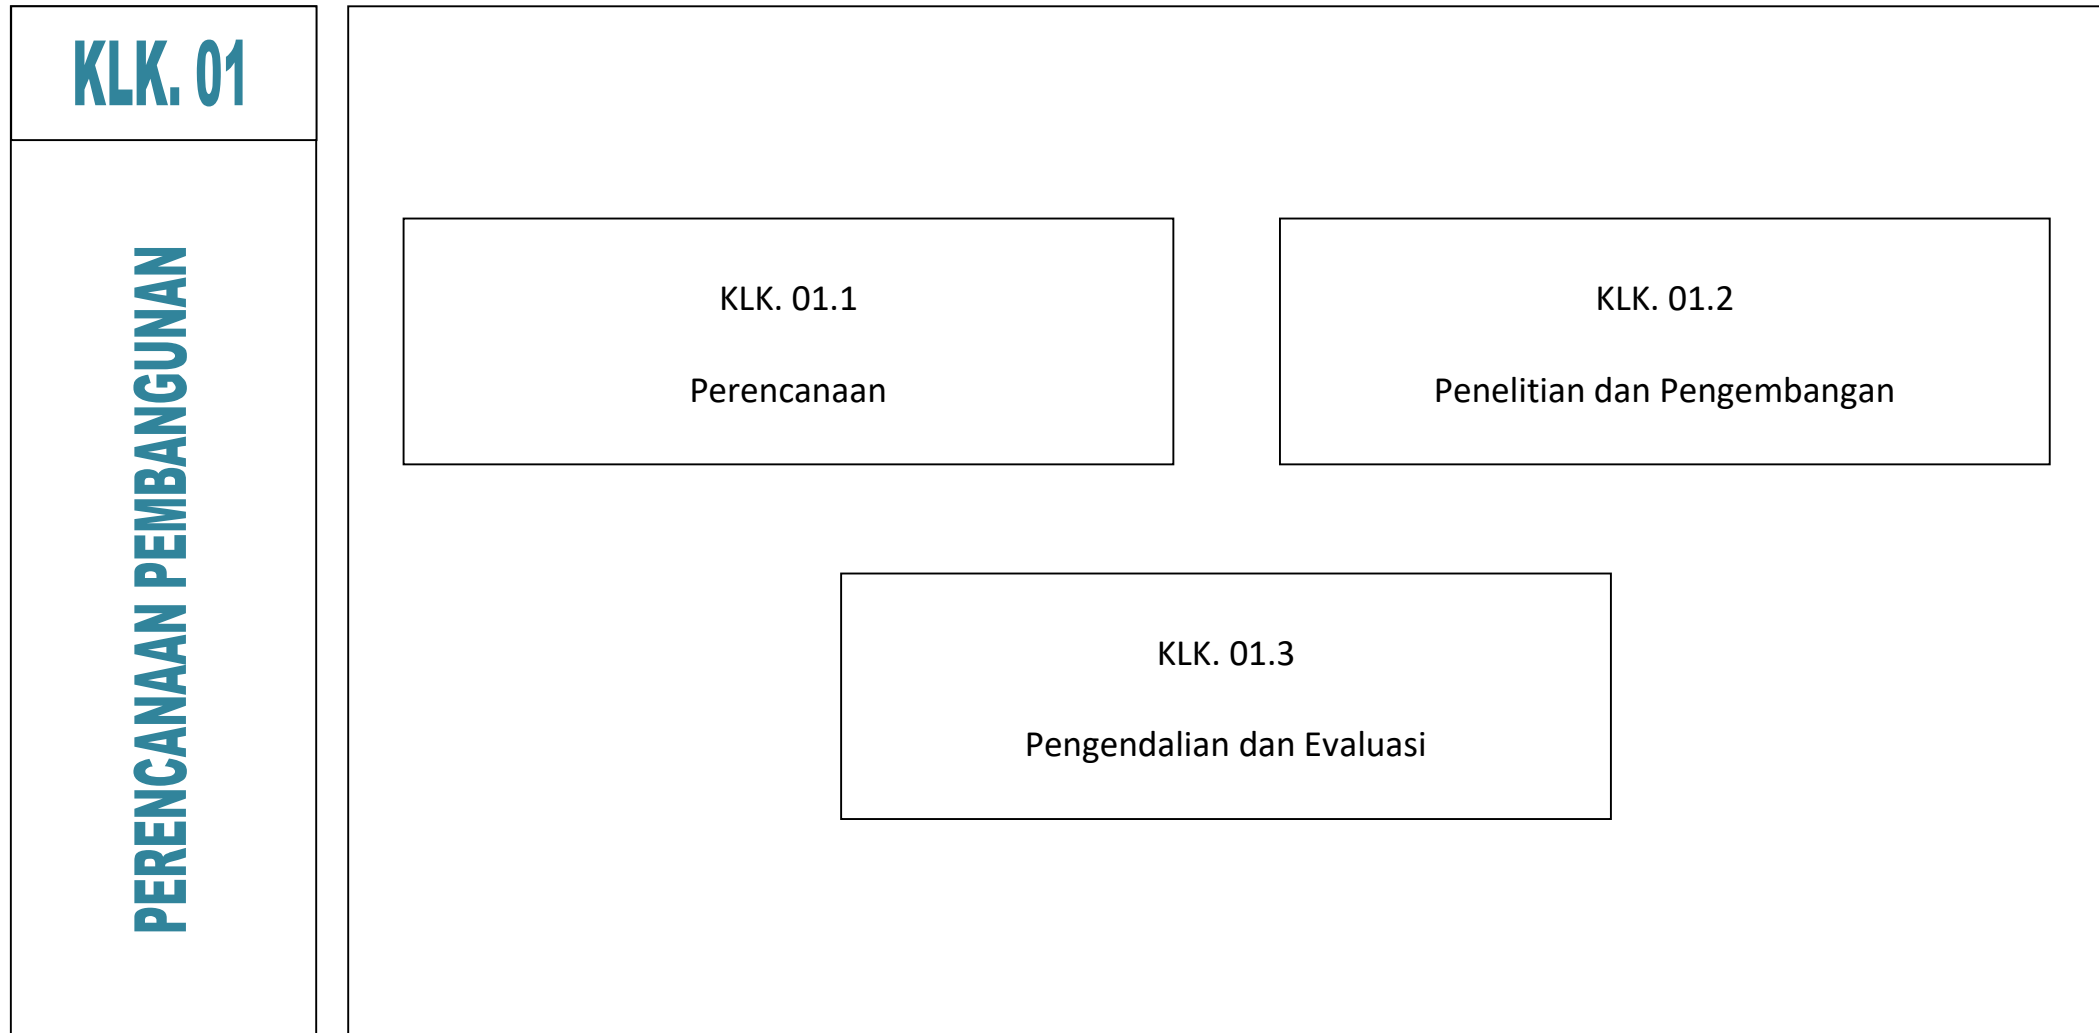 KLK. 01
PERENCANAAN PEMBANGUNAN
KLK. 01.1
Perencanaan
KLK. 01.2
Penelitian dan Pengembangan
KLK. 01.3
Pengendalian dan Evaluasi